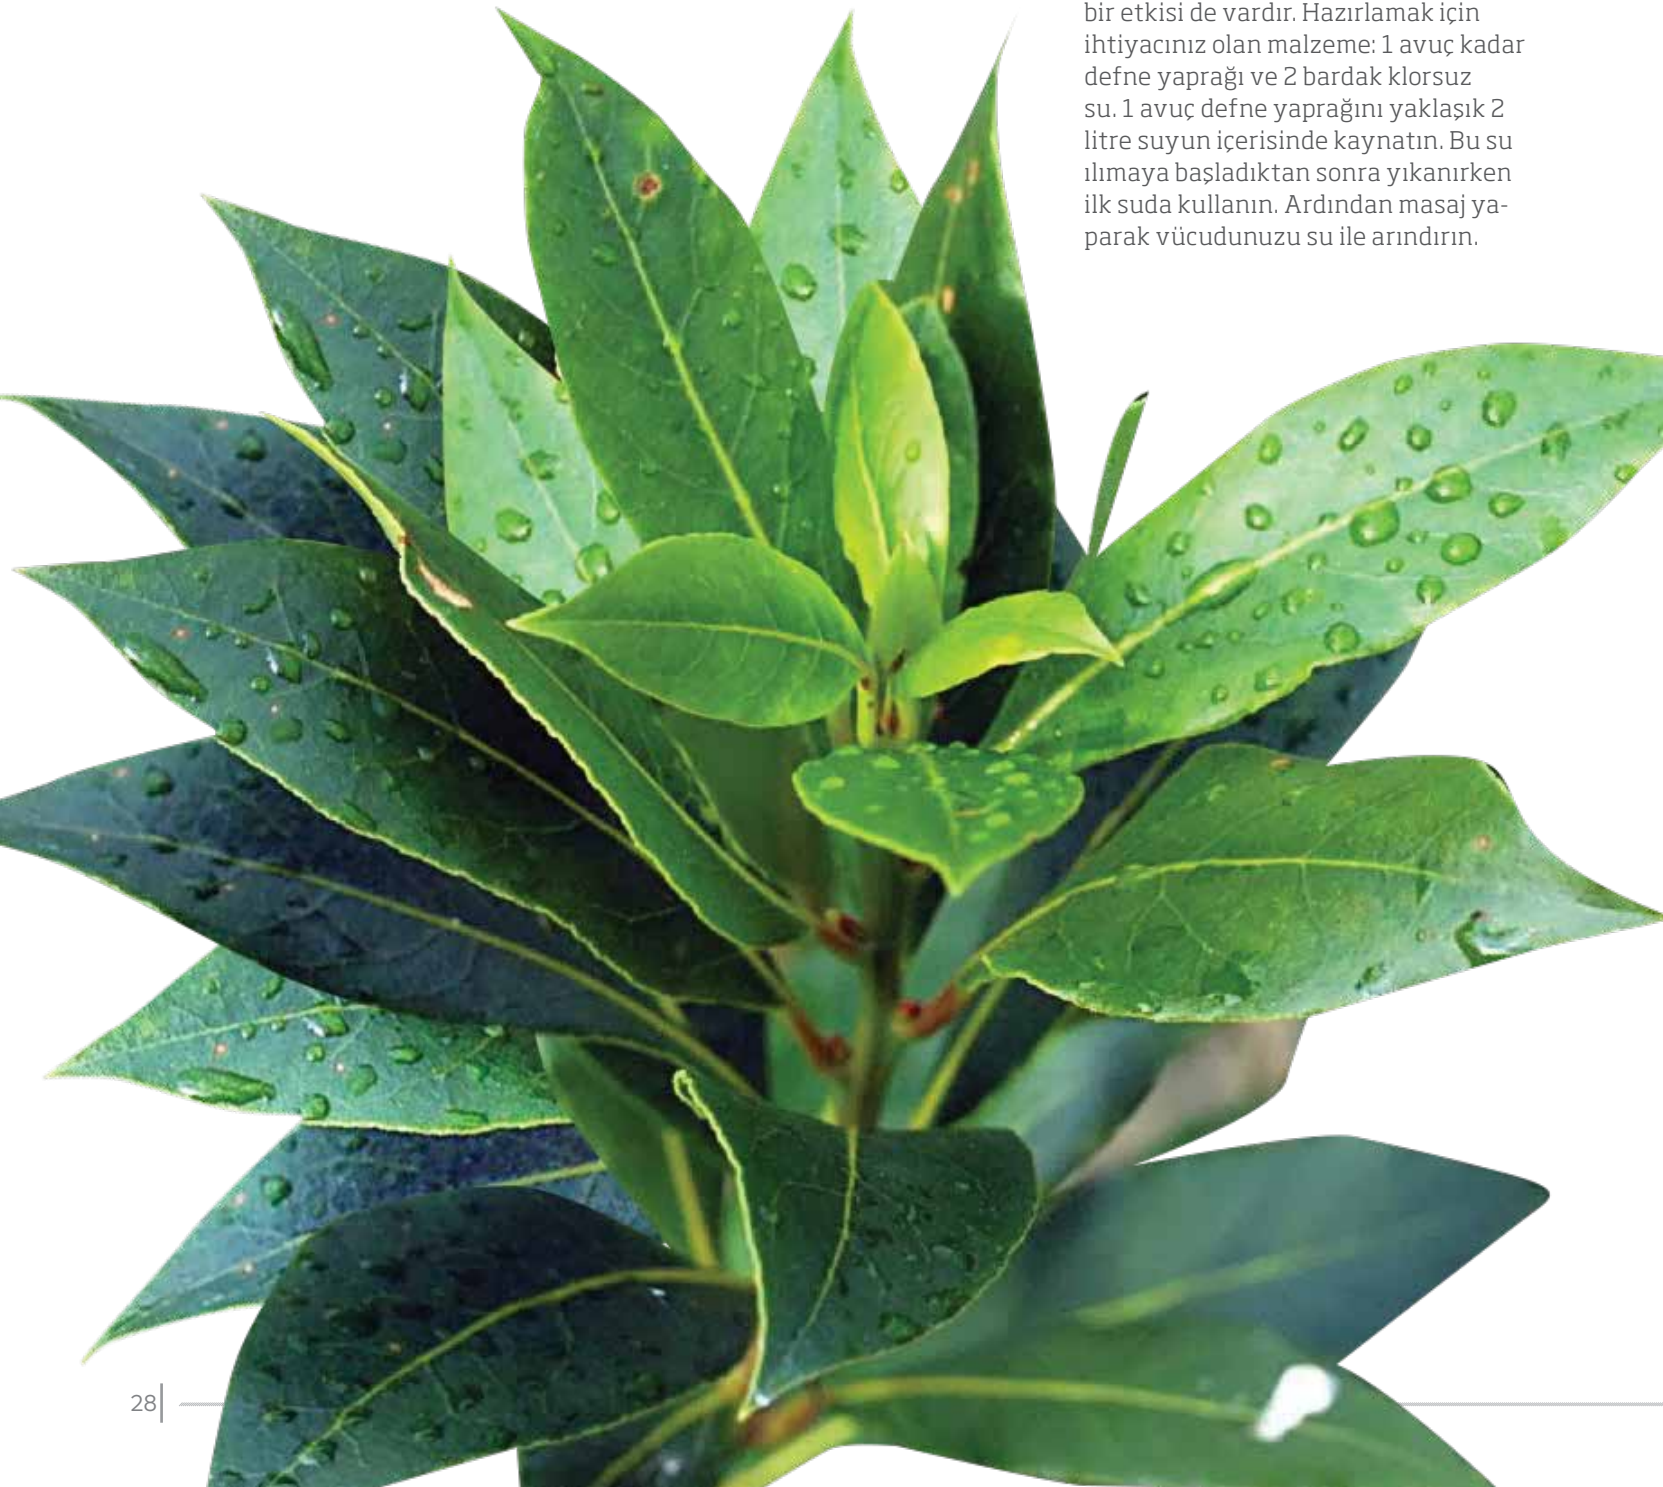 bir etkisi de vardır. Hazırlamak için
ihtiyacınız olan malzeme: 1 avuç kadar
defne yaprağı ve 2 bardak klorsuz
su. 1 avuç defne yaprağını yaklaşık 2
litre suyun içerisinde kaynatın. Bu su
ılımaya başladıktan sonra yıkanırken
ilk suda kullanın. Ardından masaj ya-
parak vücudunuzu su ile arındırın.
28